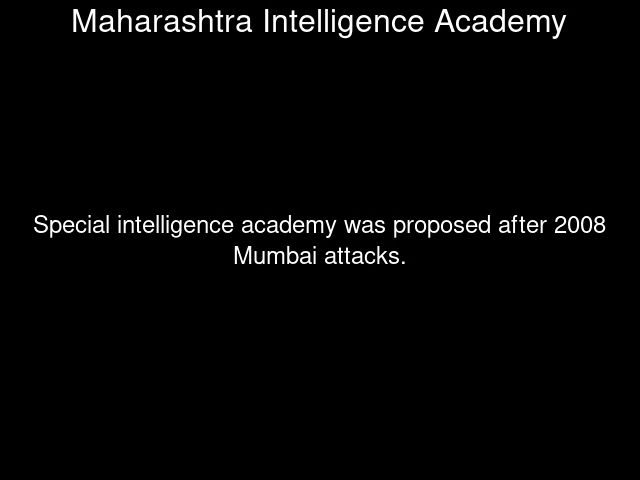 Maharashtra Intelligence Academy
Special intelligence academy was proposed after 2008
Mumbai attacks.